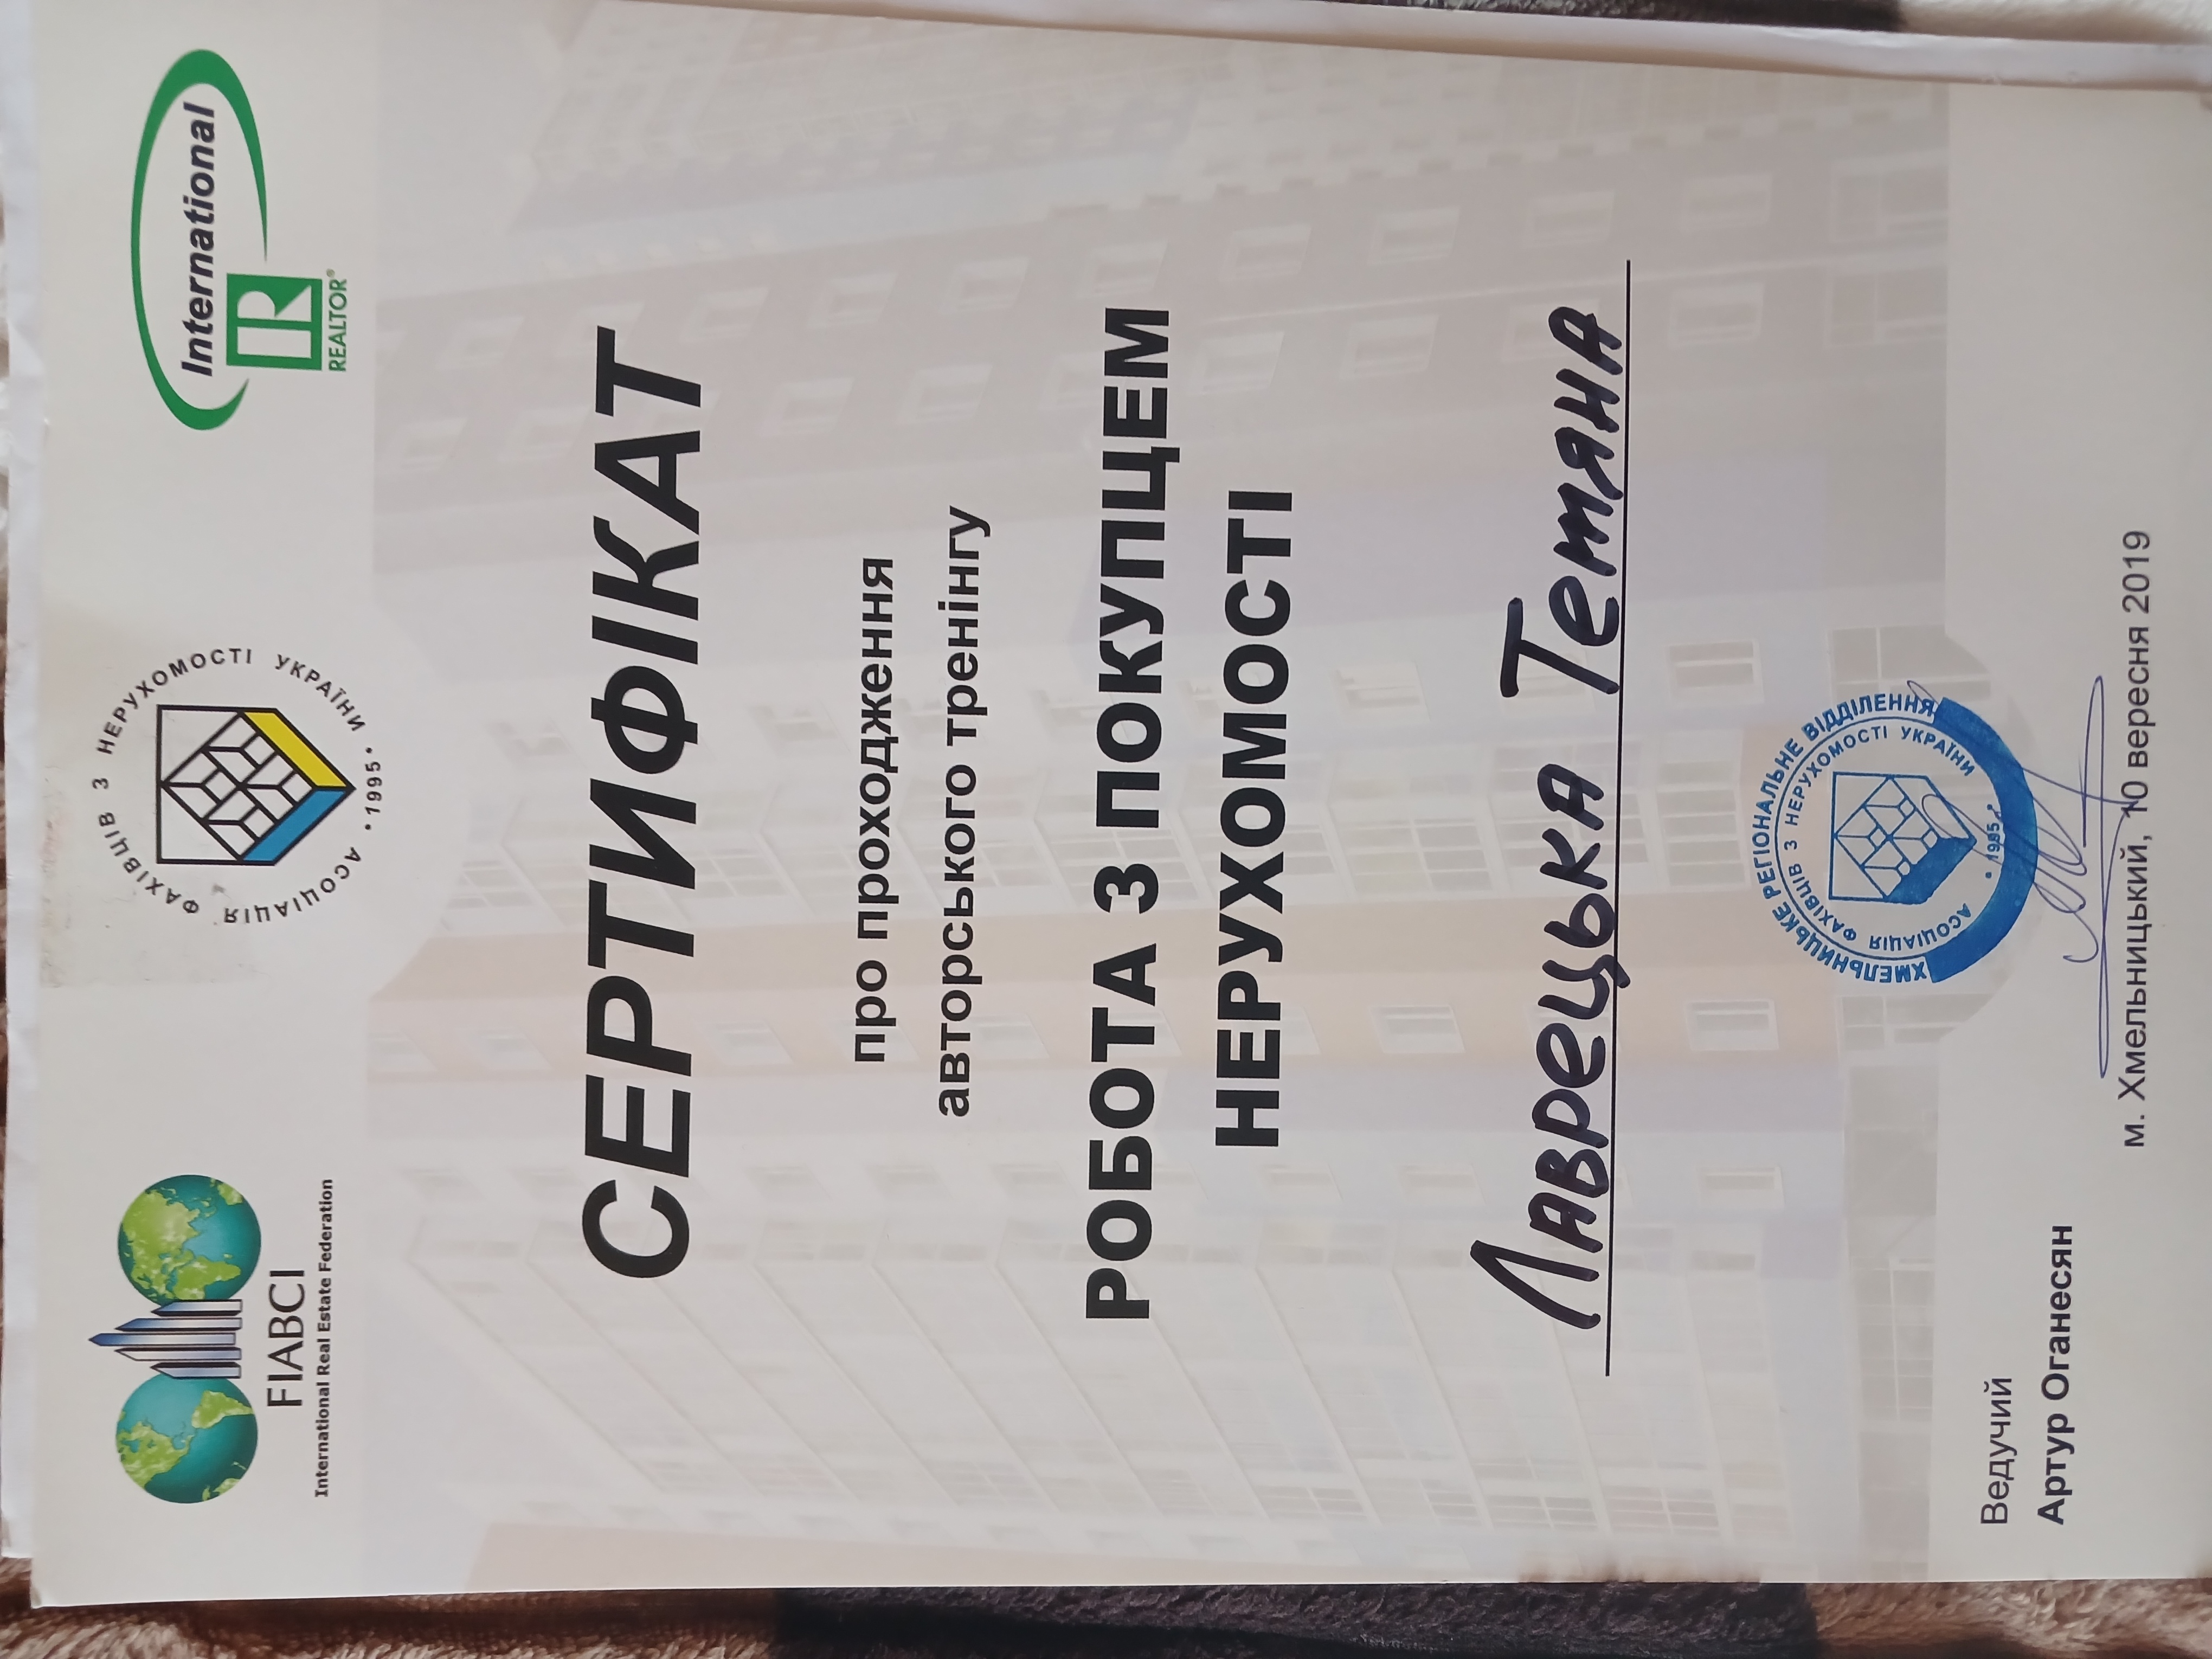 FIABCI
International Real Estate Federation
АСОЦІАЦІЯ ФАХІВЦІВ З НЕРУХОМОСТІ УКРАЇНИ
• 1995 •
International
R
REALTOR®
СЕРТИФІКАТ
про проходження
авторського тренінгу
РОБОТА З ПОКУПЦЕМ
НЕРУХОМОСТІ
Лаврецька Тетяна
ХМЕЛЬНИЦЬКЕ РЕГІОНАЛЬНЕ ВІДДІЛЕННЯ
АСОЦІАЦІЯ ФАХІВЦІВ З НЕРУХОМОСТІ УКРАЇНИ
• 1995 •
Ведучий
Артур Оганесян
м. Хмельницький, 10 вересня 2019